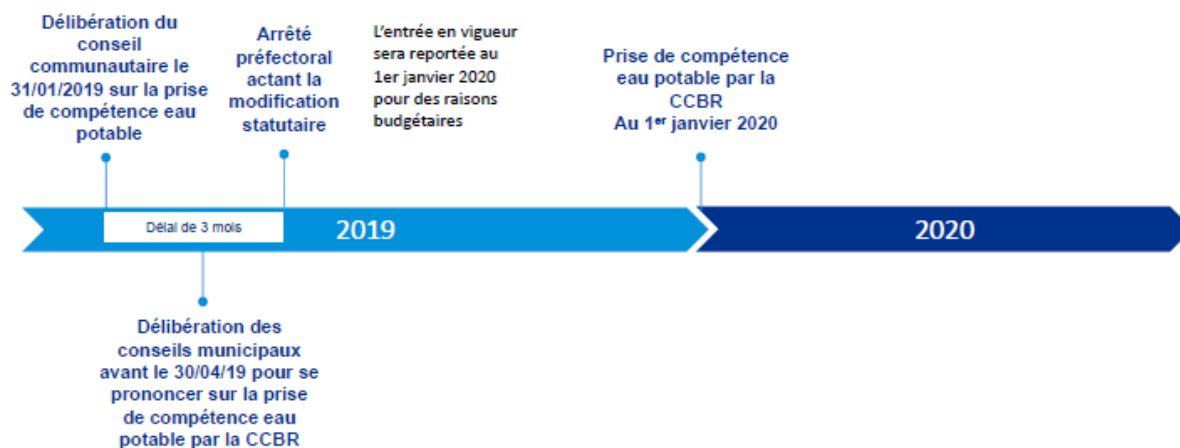 Délibération du
conseil
communautaire le
31/01/2019 sur la prise
de compétence eau
potable
Arrêté
préfectoral
actant la
modification
statutaire
L'entrée en vigueur
sera reportée au
1er janvier 2020
pour des raisons
budgétaires
Prise de compétence
eau potable par la
CCBR
Au 1er janvier 2020
Délai de 3 mois
2019
2020
Délibération des
conseils municipaux
avant le 30/04/19 pour se
prononcer sur la prise
de compétence eau
potable par la CCBR